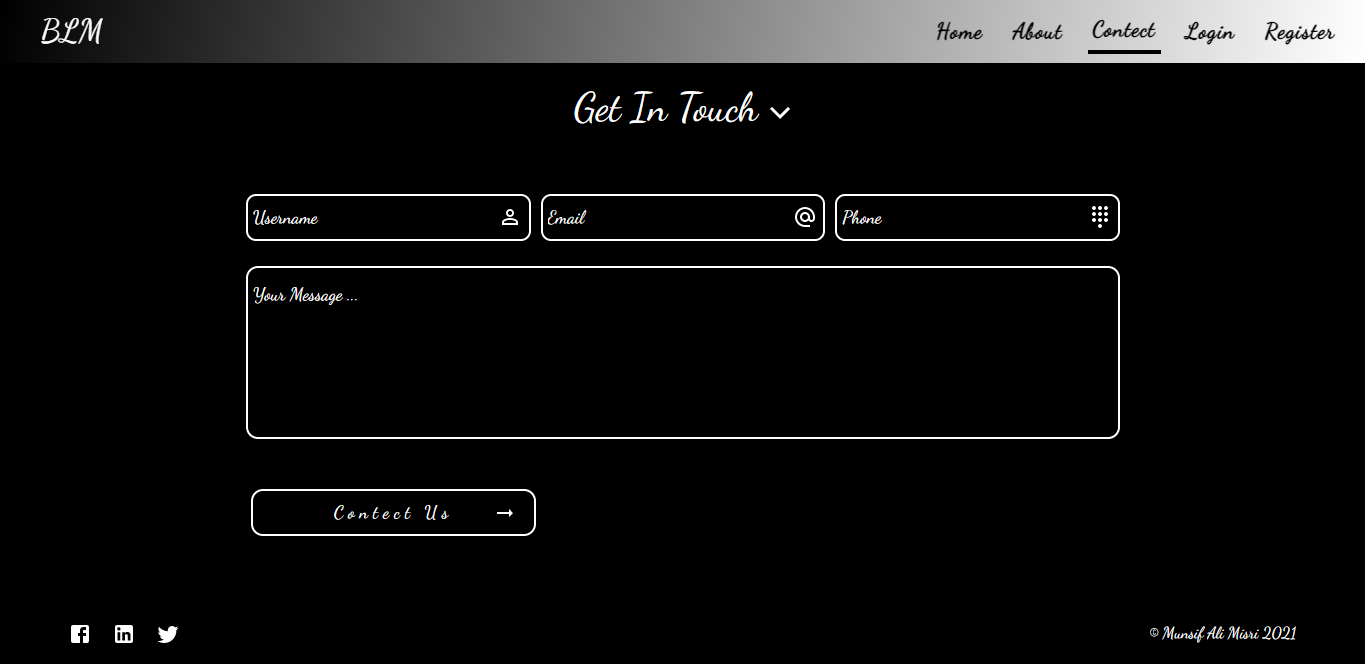 BLM
Home About Contect Login Register
Get In Touch
Username Email Phone
Your Message ...
Contect Us
© Munsif Ali Misri 2021